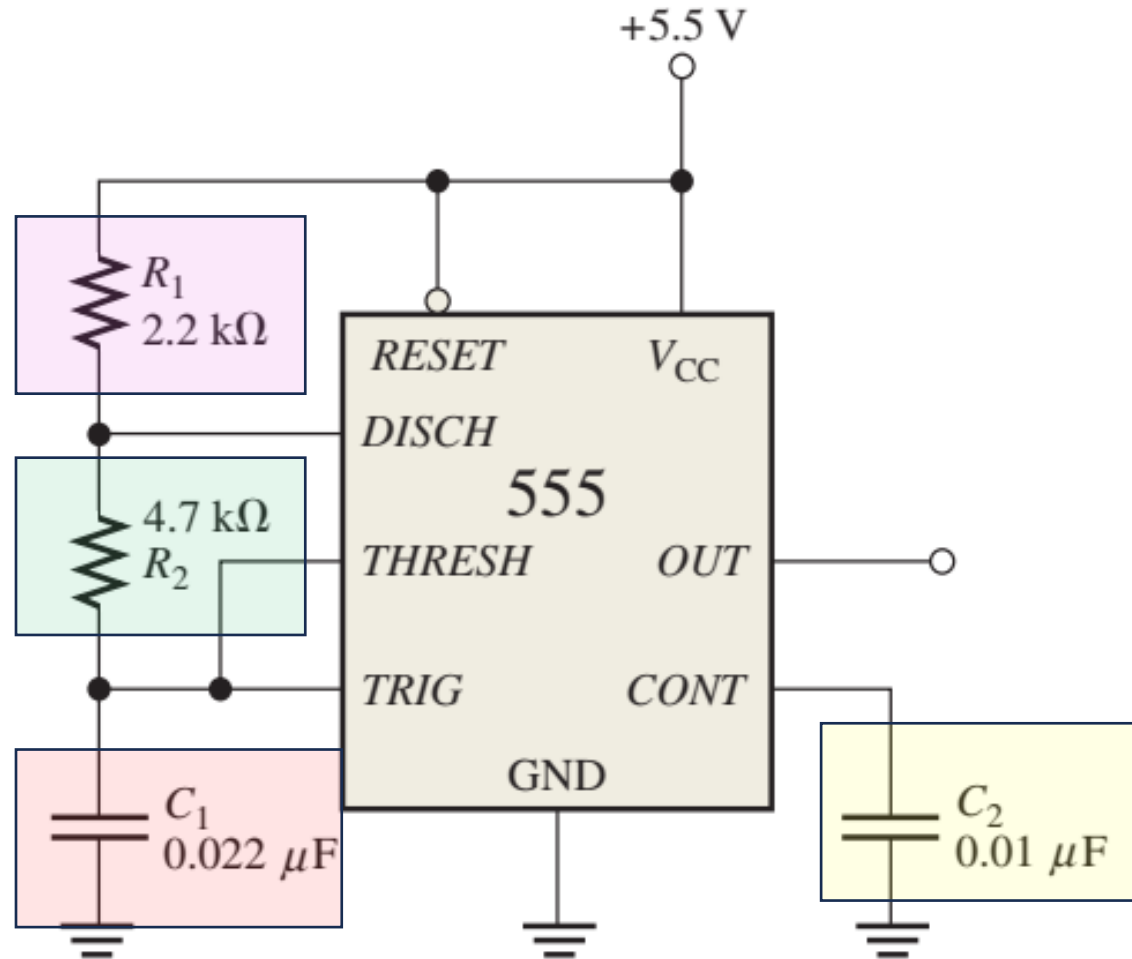 +5.5 V
R1
2.2 kΩ
RESET
VCC
DISCH
555
4.7 kΩ
R2
THRESH
OUT
TRIG
CONT
GND
C1
0.022 μF
C2
0.01 μF